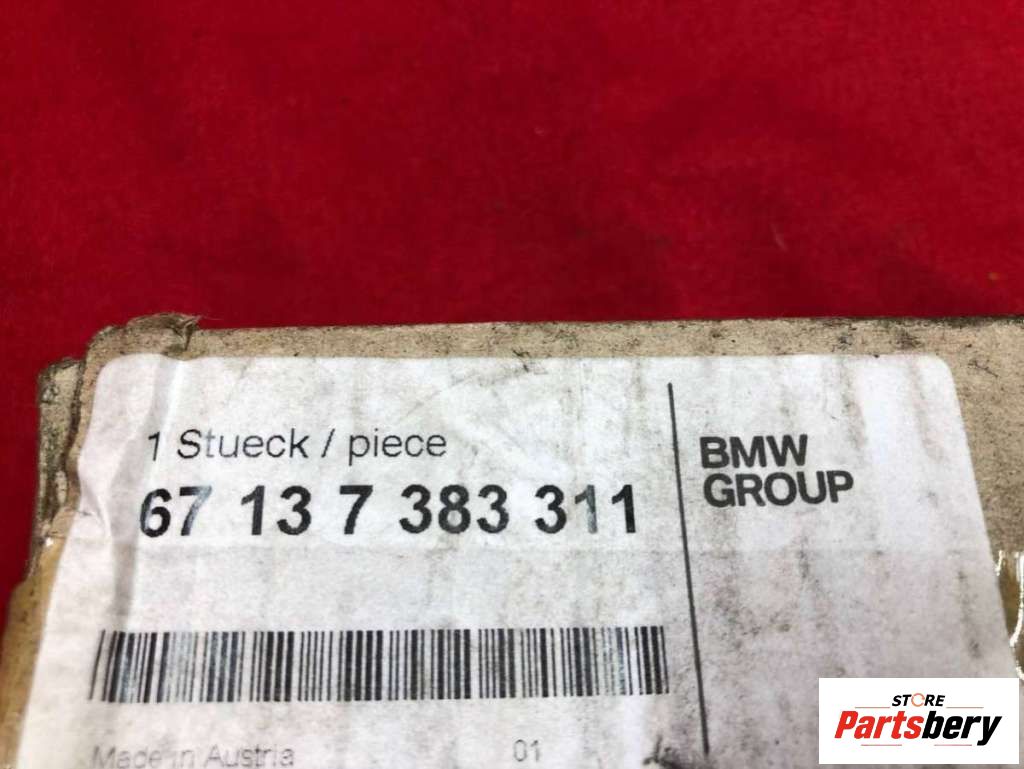 1 Stueck / piece
67 13 7 383 311
BMW
GROUP
Made in Austria
01
STORE
Partsbery